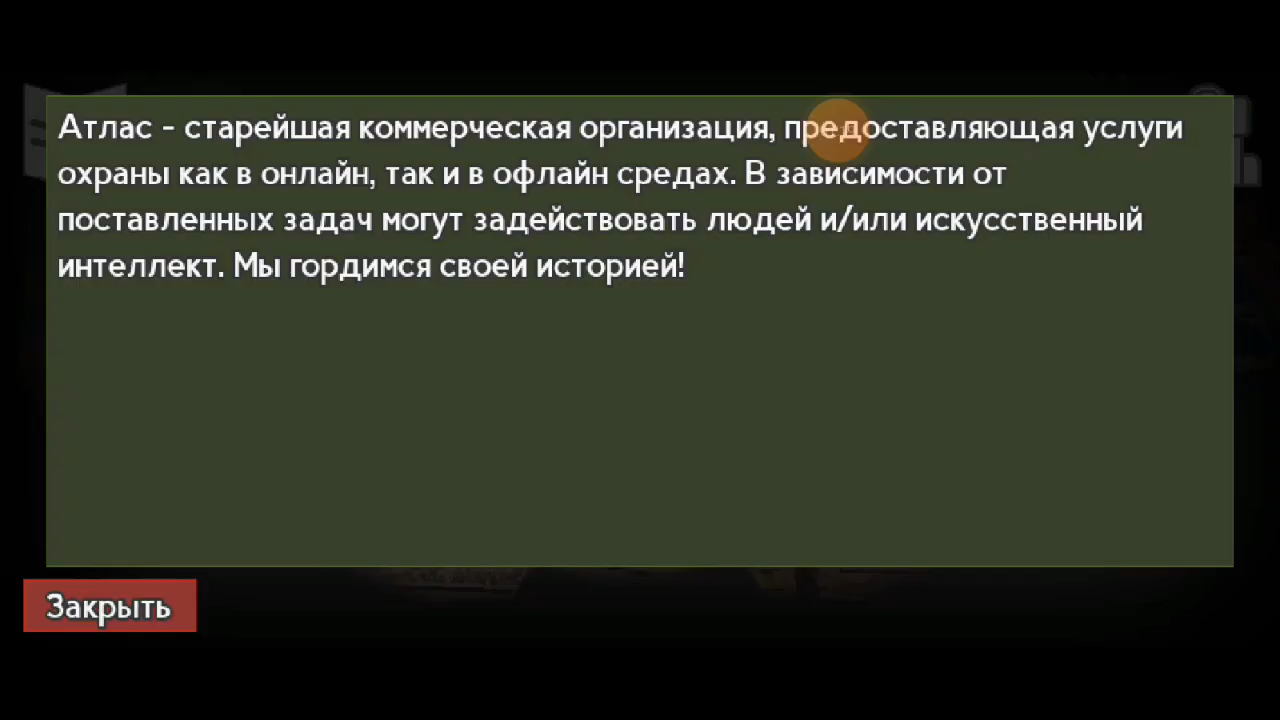 Атлас - старейшая коммерческая организация, предоставляющая услуги
охраны как в онлайн, так и в офлайн средах. В зависимости от
поставленных задач могут задействовать людей и/или искусственный
интеллект. Мы гордимся своей историей!
Закрыть